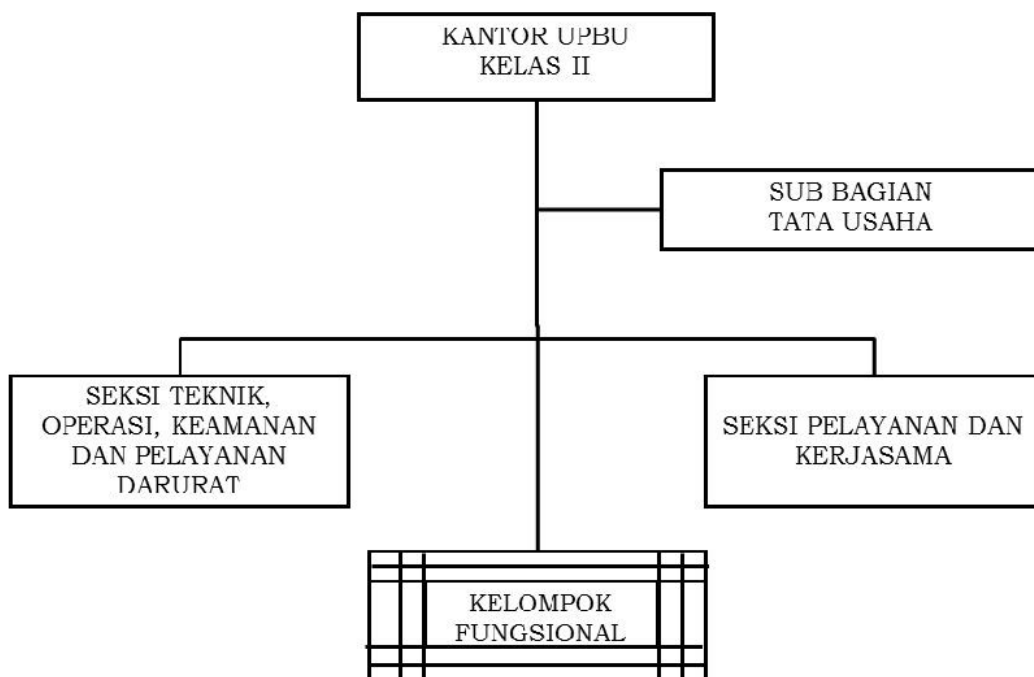 KANTOR UPBU
KELAS II
SUB BAGIAN
TATA USAHA
SEKSI TEKNIK,
OPERASI, KEAMANAN
DAN PELAYANAN
DARURAT
SEKSI PELAYANAN DAN
KERJASAMA
KELOMPOK
FUNGSIONAL